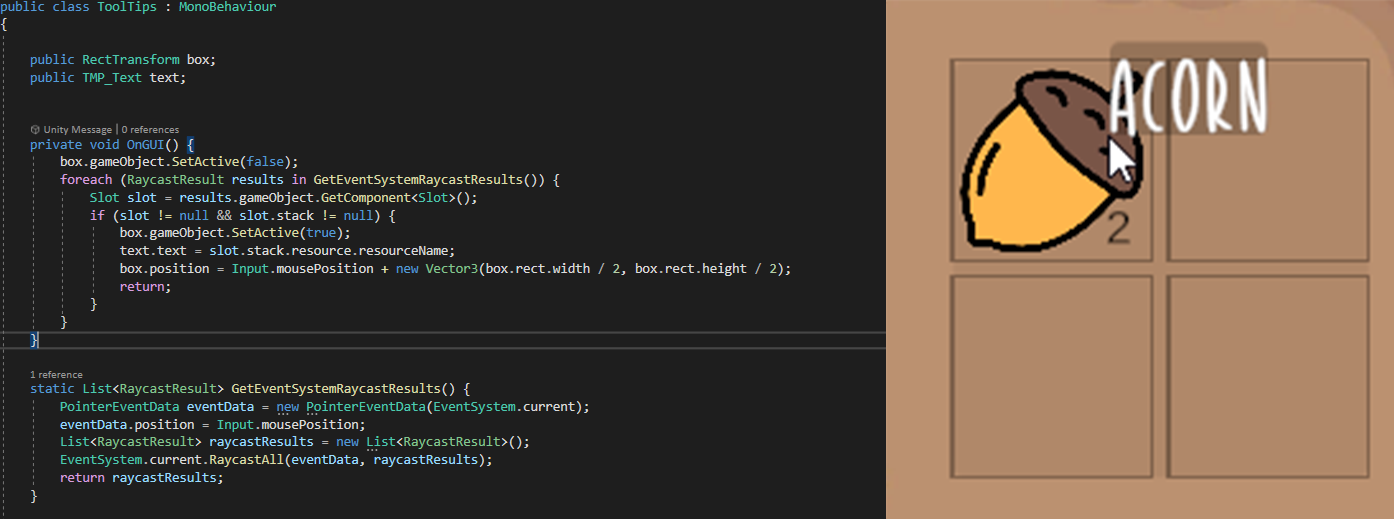 public class ToolTips : MonoBehaviour
{
public RectTransform box;
public TMP_Text text;
Unity Message | 0 references
private void OnGUI() {
box.gameObject.SetActive(false);
foreach (RaycastResult results in GetEventSystemRaycastResults()) {
Slot slot = results.gameObject.GetComponent<Slot>();
if (slot != null && slot.stack != null) {
box.gameObject.SetActive(true);
text.text = slot.stack.resource.resourceName;
box.position = Input.mousePosition + new Vector3(box.rect.width / 2, box.rect.height / 2);
return;
}
}
}
1 reference
static List<RaycastResult> GetEventSystemRaycastResults() {
PointerEventData eventData = new PointerEventData(EventSystem.current);
eventData.position = Input.mousePosition;
List<RaycastResult> raycastResults = new List<RaycastResult>();
EventSystem.current.RaycastAll(eventData, raycastResults);
return raycastResults;
}
ACORN
2